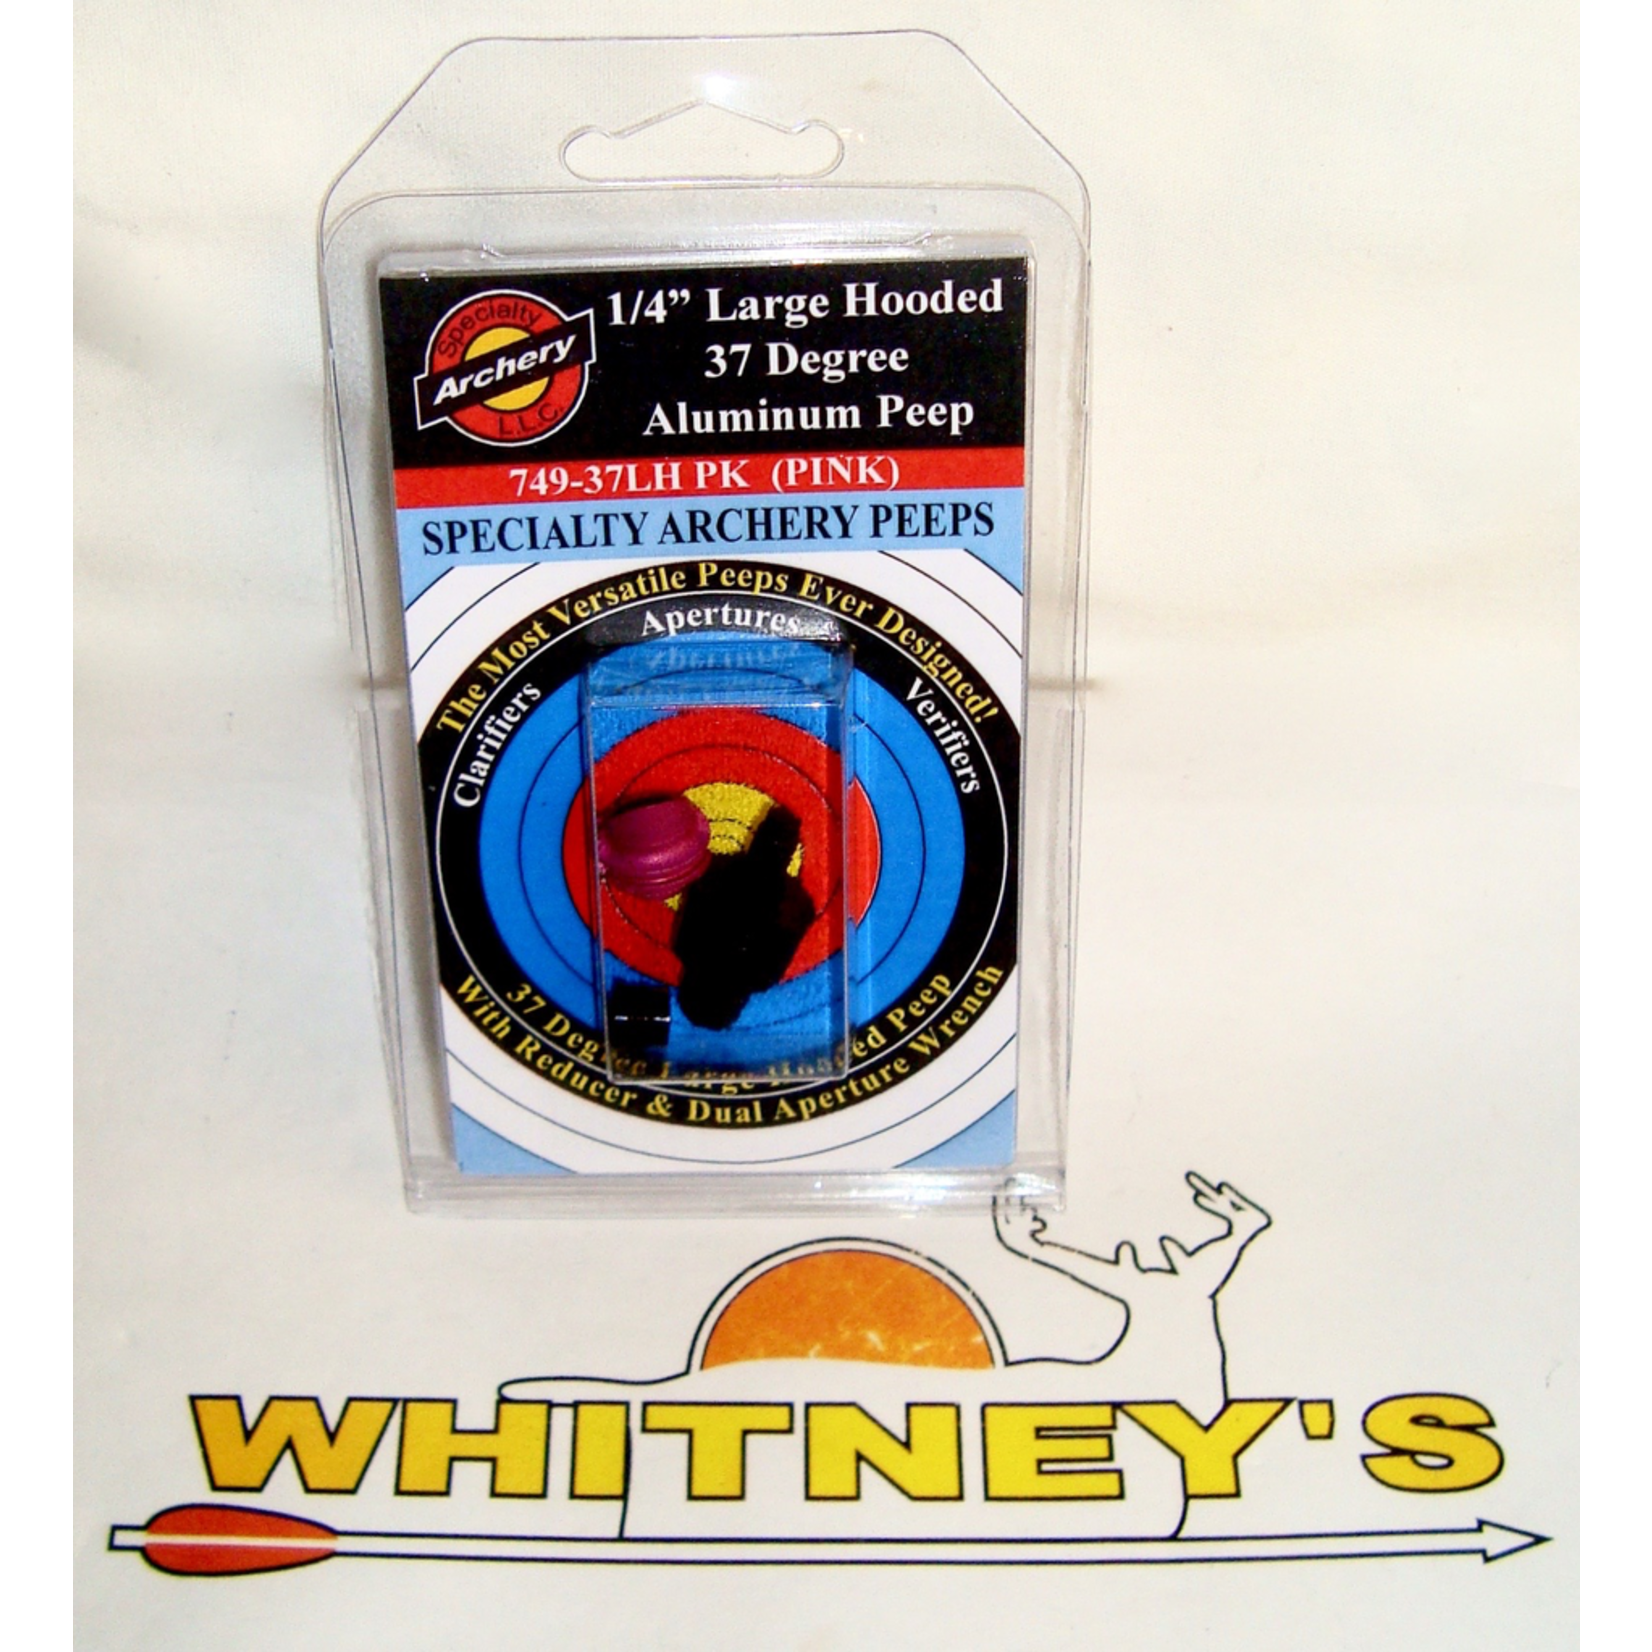 Specialty
Archery
L.L.C.
1/4” Large Hooded
37 Degree
Aluminum Peep
749-37LH PK (PINK)
SPECIALTY ARCHERY PEEPS
The Most Versatile Peeps Ever Designed!
Apertures
Clarifiers
Verifiers
37 Degree Large Hooded Peep
With Reducer & Dual Aperture Wrench
WHITNEY'S